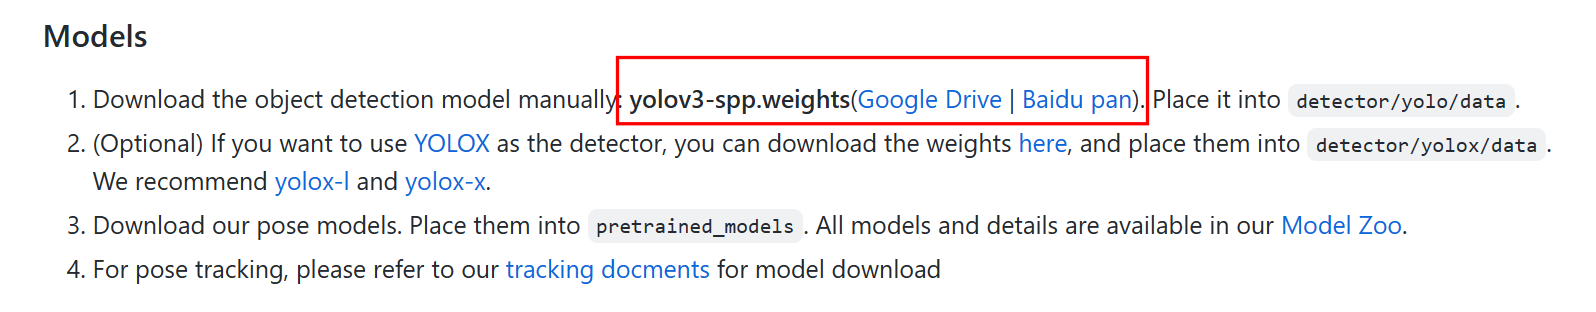 Models
1. Download the object detection model manually: yolov3-spp.weights(Google Drive | Baidu pan). Place it into detector/yolo/data.
2. (Optional) If you want to use YOLOX as the detector, you can download the weights here, and place them into detector/yolox/data.
We recommend yolox-l and yolox-x.
3. Download our pose models. Place them into pretrained_models. All models and details are available in our Model Zoo.
4. For pose tracking, please refer to our tracking docments for model download